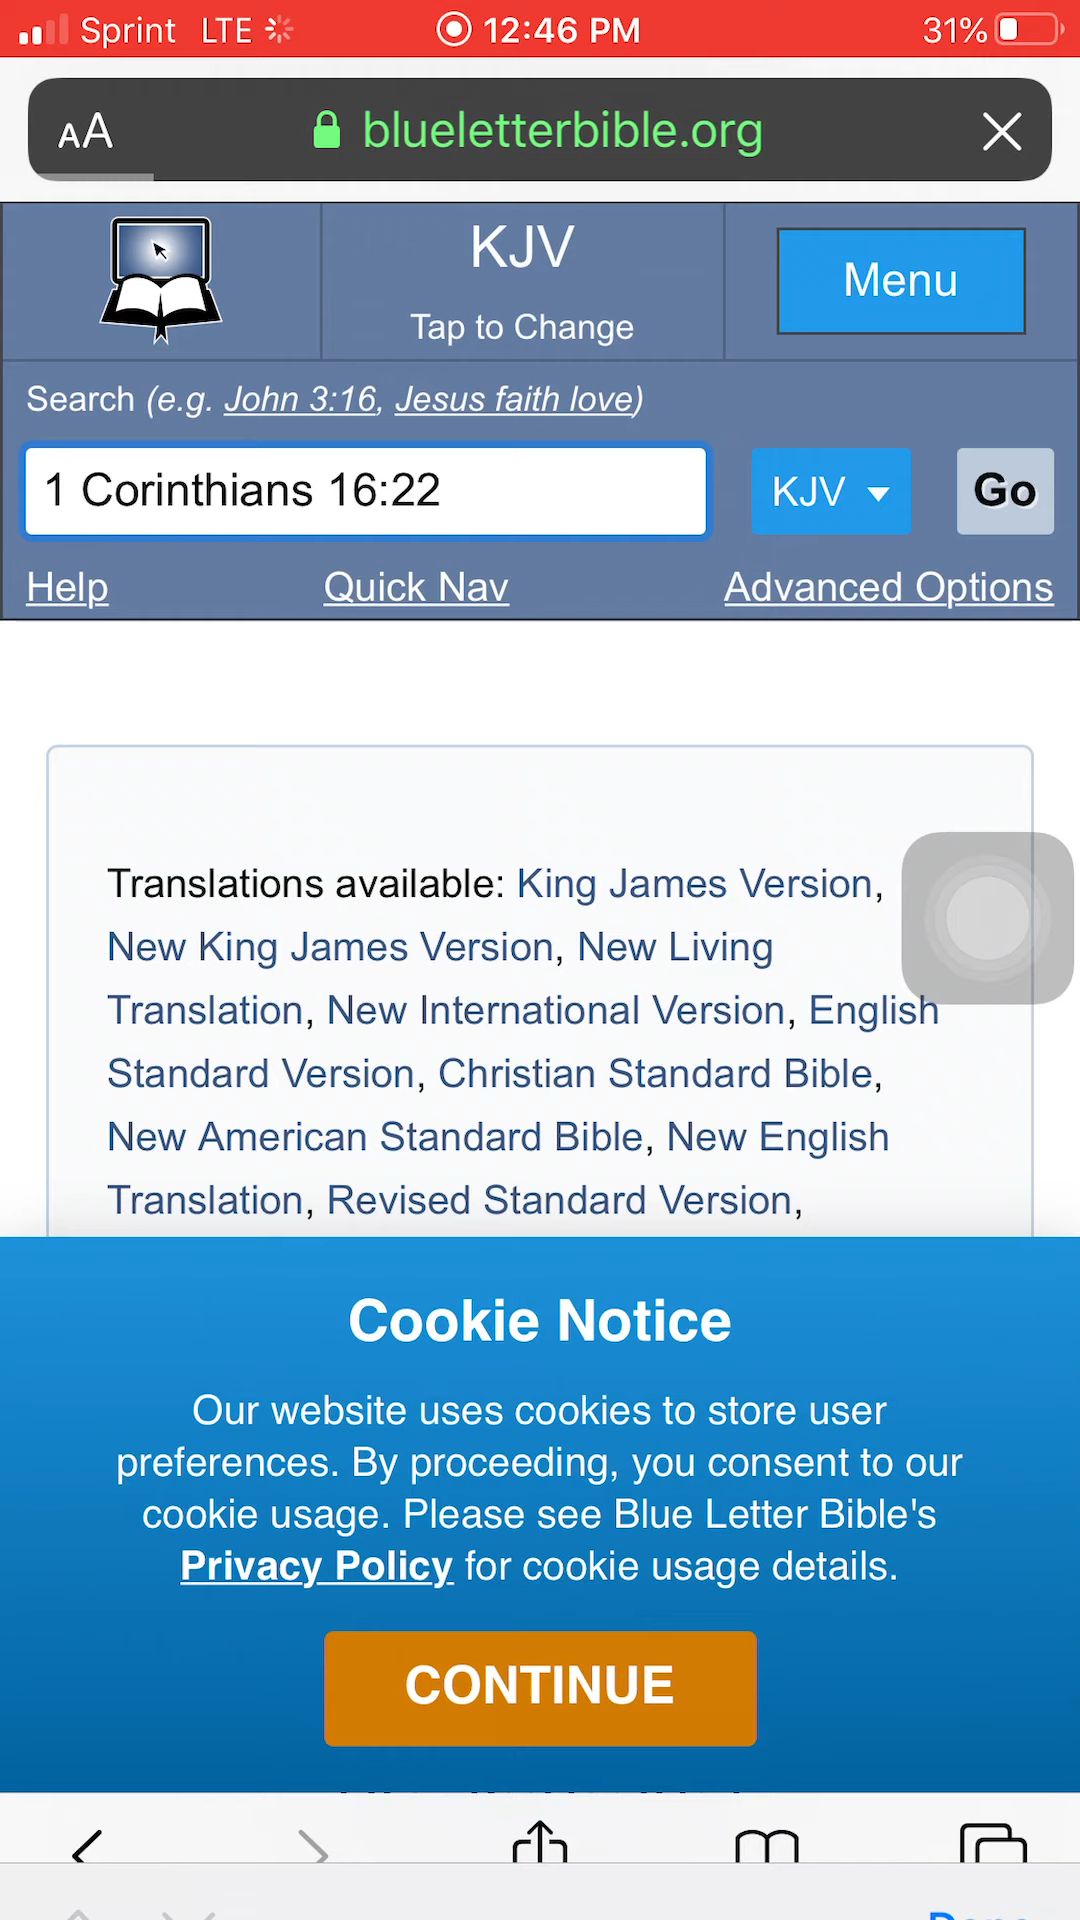 Sprint LTE 12:46 PM 31%
AA blueletterbible.org
KJV
Tap to Change
Menu
Search (e.g. John 3:16, Jesus faith love)
1 Corinthians 16:22 KJV Go
Help Quick Nav Advanced Options
Translations available: King James Version,
New King James Version, New Living
Translation, New International Version, English
Standard Version, Christian Standard Bible,
New American Standard Bible, New English
Translation, Revised Standard Version,
Cookie Notice
Our website uses cookies to store user
preferences. By proceeding, you consent to our
cookie usage. Please see Blue Letter Bible's
Privacy Policy for cookie usage details.
CONTINUE